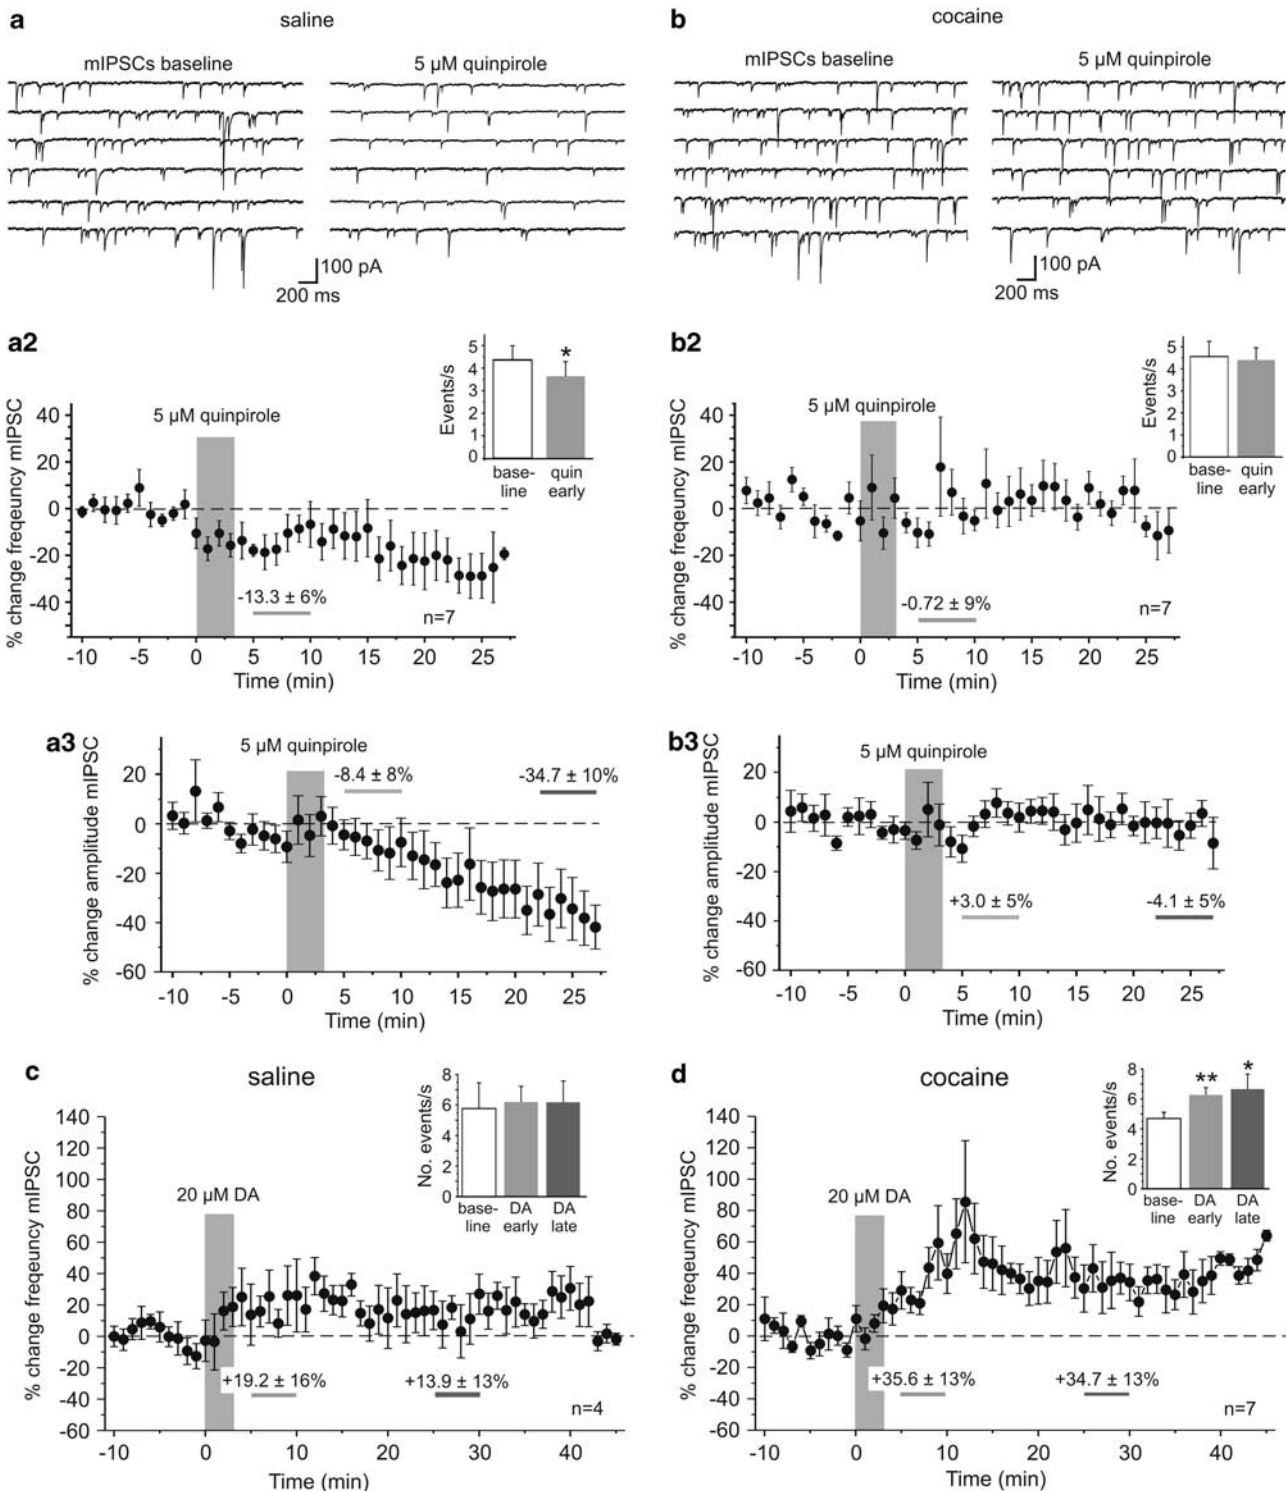 a
saline
mIPSCs baseline
5 µM quinpirole
100 pA
200 ms
b
cocaine
mIPSCs baseline
5 µM quinpirole
100 pA
200 ms
a2
5
4
3
2
1
0
Events/s
*
base-
line
quin
early
% change freqeuncy mIPSC
40
20
0
-20
-40
5 µM quinpirole
-13.3 ± 6%
n=7
-10 -5 0 5 10 15 20 25
Time (min)
b2
5
4
3
2
1
0
Events/s
base-
line
quin
early
% change freqeuncy mIPSC
40
20
0
-20
-40
5 µM quinpirole
-0.72 ± 9%
n=7
-10 -5 0 5 10 15 20 25
Time (min)
a3
% change amplitude mIPSC
20
0
-20
-40
-60
5 µM quinpirole
-8.4 ± 8%
-34.7 ± 10%
-10 -5 0 5 10 15 20 25
Time (min)
b3
% change amplitude mIPSC
20
0
-20
-40
-60
5 µM quinpirole
+3.0 ± 5%
-4.1 ± 5%
-10 -5 0 5 10 15 20 25
Time (min)
c
saline
8
6
4
2
0
No. events/s
base-
line
DA
early
DA
late
% change freqeuncy mIPSC
140
120
100
80
60
40
20
0
-20
-40
-60
20 µM DA
+19.2 ± 16%
+13.9 ± 13%
n=4
-10 0 10 20 30 40
Time (min)
d
cocaine
8
6
4
2
0
No. events/s
**
*
base-
line
DA
early
DA
late
% change freqeuncy mIPSC
140
120
100
80
60
40
20
0
-20
-40
-60
20 µM DA
+35.6 ± 13%
+34.7 ± 13%
n=7
-10 0 10 20 30 40
Time (min)